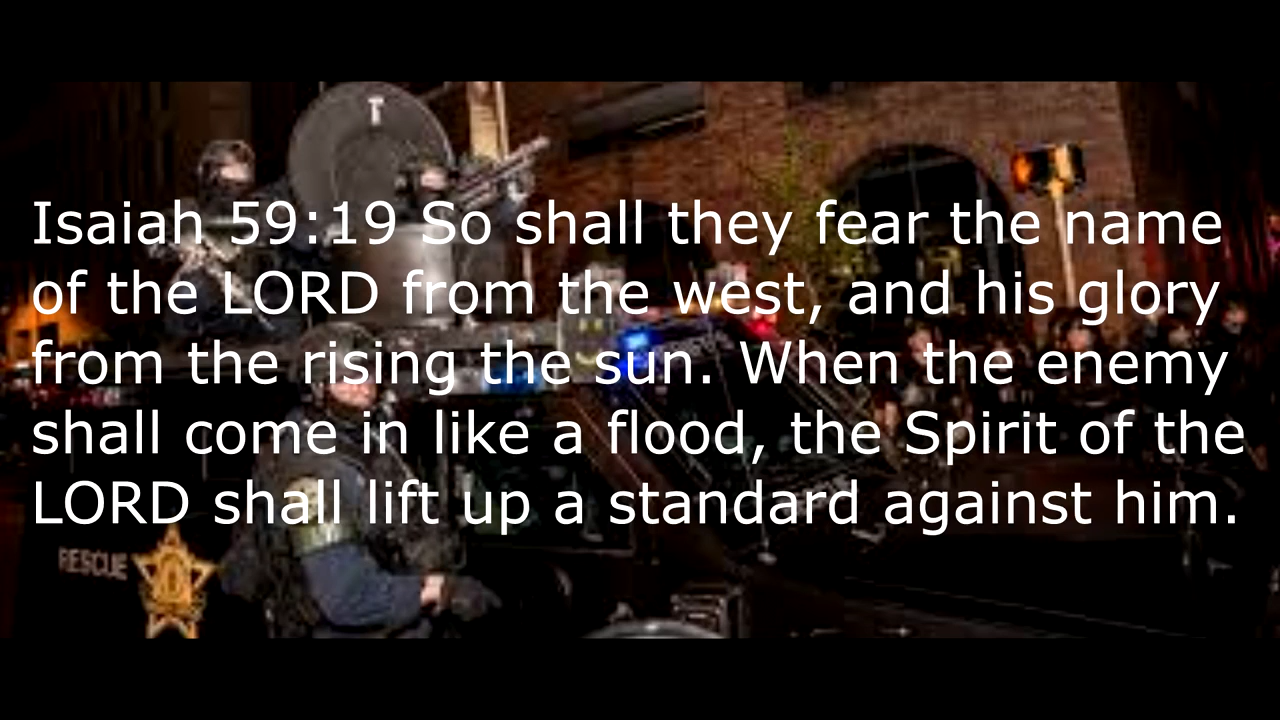 Isaiah 59:19 So shall they fear the name
of the LORD from the west, and his glory
from the rising the sun. When the enemy
shall come in like a flood, the Spirit of the
LORD shall lift up a standard against him.
RESCUE